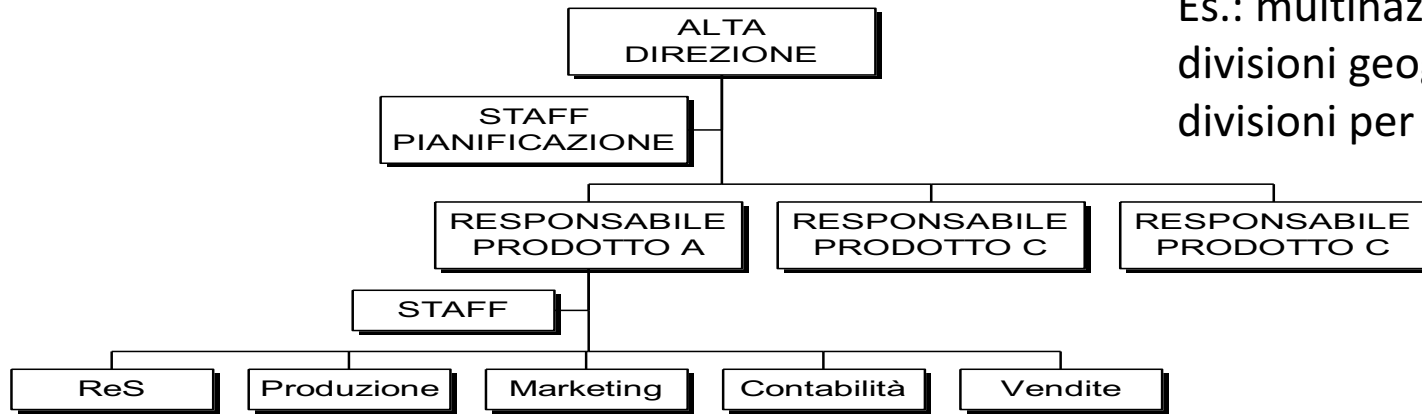 Es.: multinaz
divisioni geog
divisioni per
ALTA
DIREZIONE
STAFF
PIANIFICAZIONE
RESPONSABILE
PRODOTTO A
RESPONSABILE
PRODOTTO C
RESPONSABILE
PRODOTTO C
STAFF
ReS
Produzione
Marketing
Contabilità
Vendite